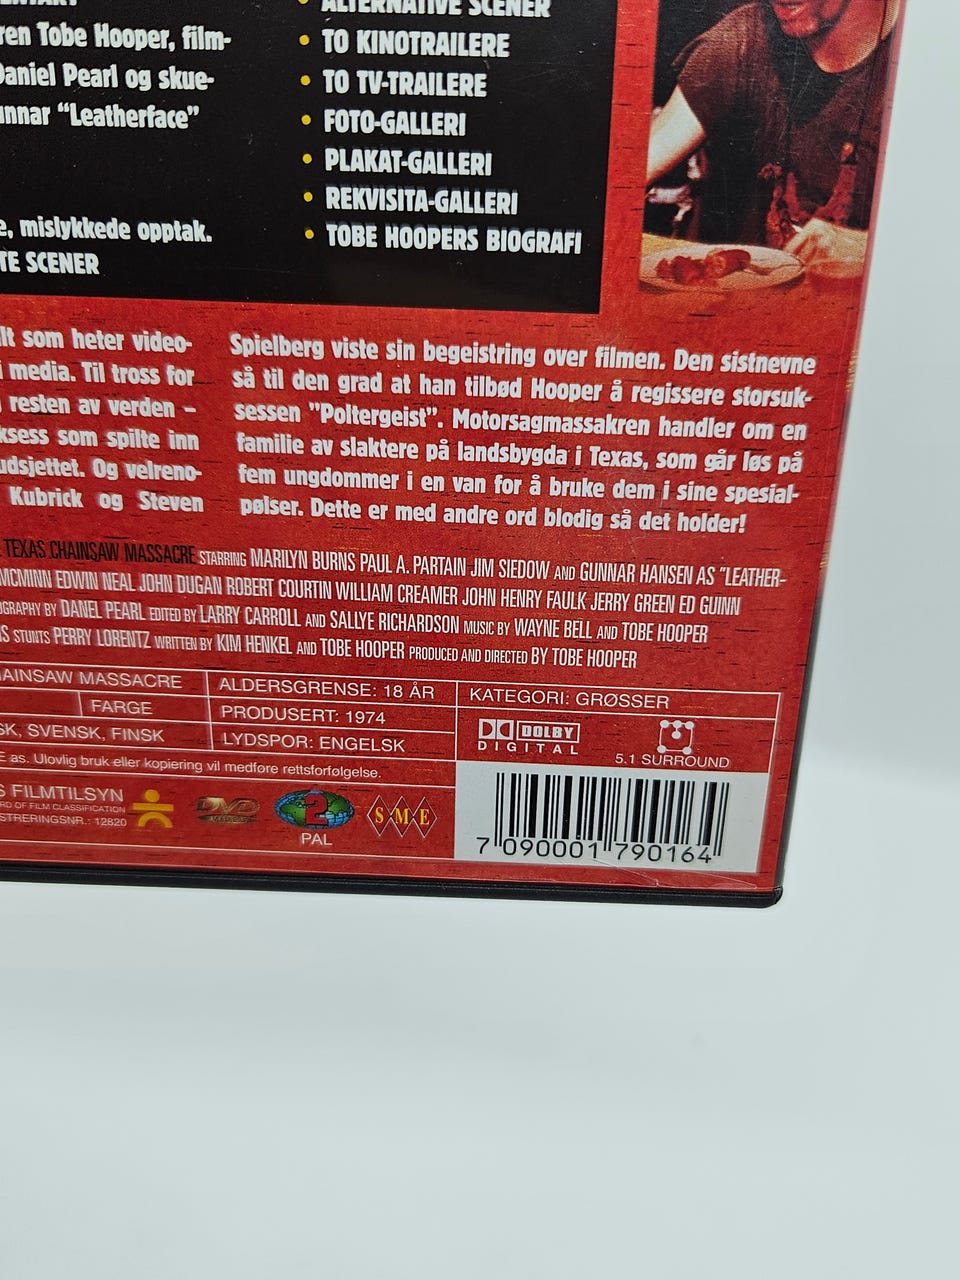 ALTERNATIVE SCENER
TO KINOTRAILERE
TO TV-TRAILERE
FOTO-GALLERI
PLAKAT-GALLERI
REKVISITA-GALLERI
TOBE HOOPERS BIOGRAFI
ren Tobe Hooper, film-
Daniel Pearl og skue-
unnar “Leatherface”
e, mislykkede opptak.
TE SCENER
lt som heter video-
i media. Til tross for
resten av verden –
ksess som spilte inn
udsjettet. Og velreno-
Kubrick og Steven
Spielberg viste sin begeistring over filmen. Den sistnevne
så til den grad at han tilbød Hooper å regissere storsuk-
sessen ”Poltergeist”. Motorsagmassakren handler om en
familie av slaktere på landsbygda i Texas, som går løs på
fem ungdommer i en van for å bruke dem i sine spesial-
pølser. Dette er med andre ord blodig så det holder!
TEXAS CHAINSAW MASSACRE STARRING MARILYN BURNS PAUL A. PARTAIN JIM SIEDOW AND GUNNAR HANSEN AS "LEATHER-
MCMINN EDWIN NEAL JOHN DUGAN ROBERT COURTIN WILLIAM CREAMER JOHN HENRY FAULK JERRY GREEN ED GUINN
OGRAPHY BY DANEL PEARL EDITED BY LARRY CARROLL AND SALLYE RICHARDSON MUSIC BY WAYNE BELL AND TOBE HOOPER
STUNTS PERRY LORENTZ WRITTEN BY KIM HENKEL AND TOBE HOOPER PRODUCED AND DIRECTED BY TOBE HOOPER
AINSAW MASSACRE
FARGE
SK, SVENSK, FINSK
ALDERSGRENSE: 18 ÅR
PRODUSERT: 1974
LYDSPOR: ENGELSK
KATEGORI: GRØSSER
DOLBY
DIGITAL
5.1 SURROUND
E as. Ulovlig bruk eller kopiering vil medføre rettsforfølgelse.
S FILMTILSYN
RD OF FILM CLASSIFICATION
STRERINGSNR.: 12820
DVD
2
PAL
SME
7 090001 790164